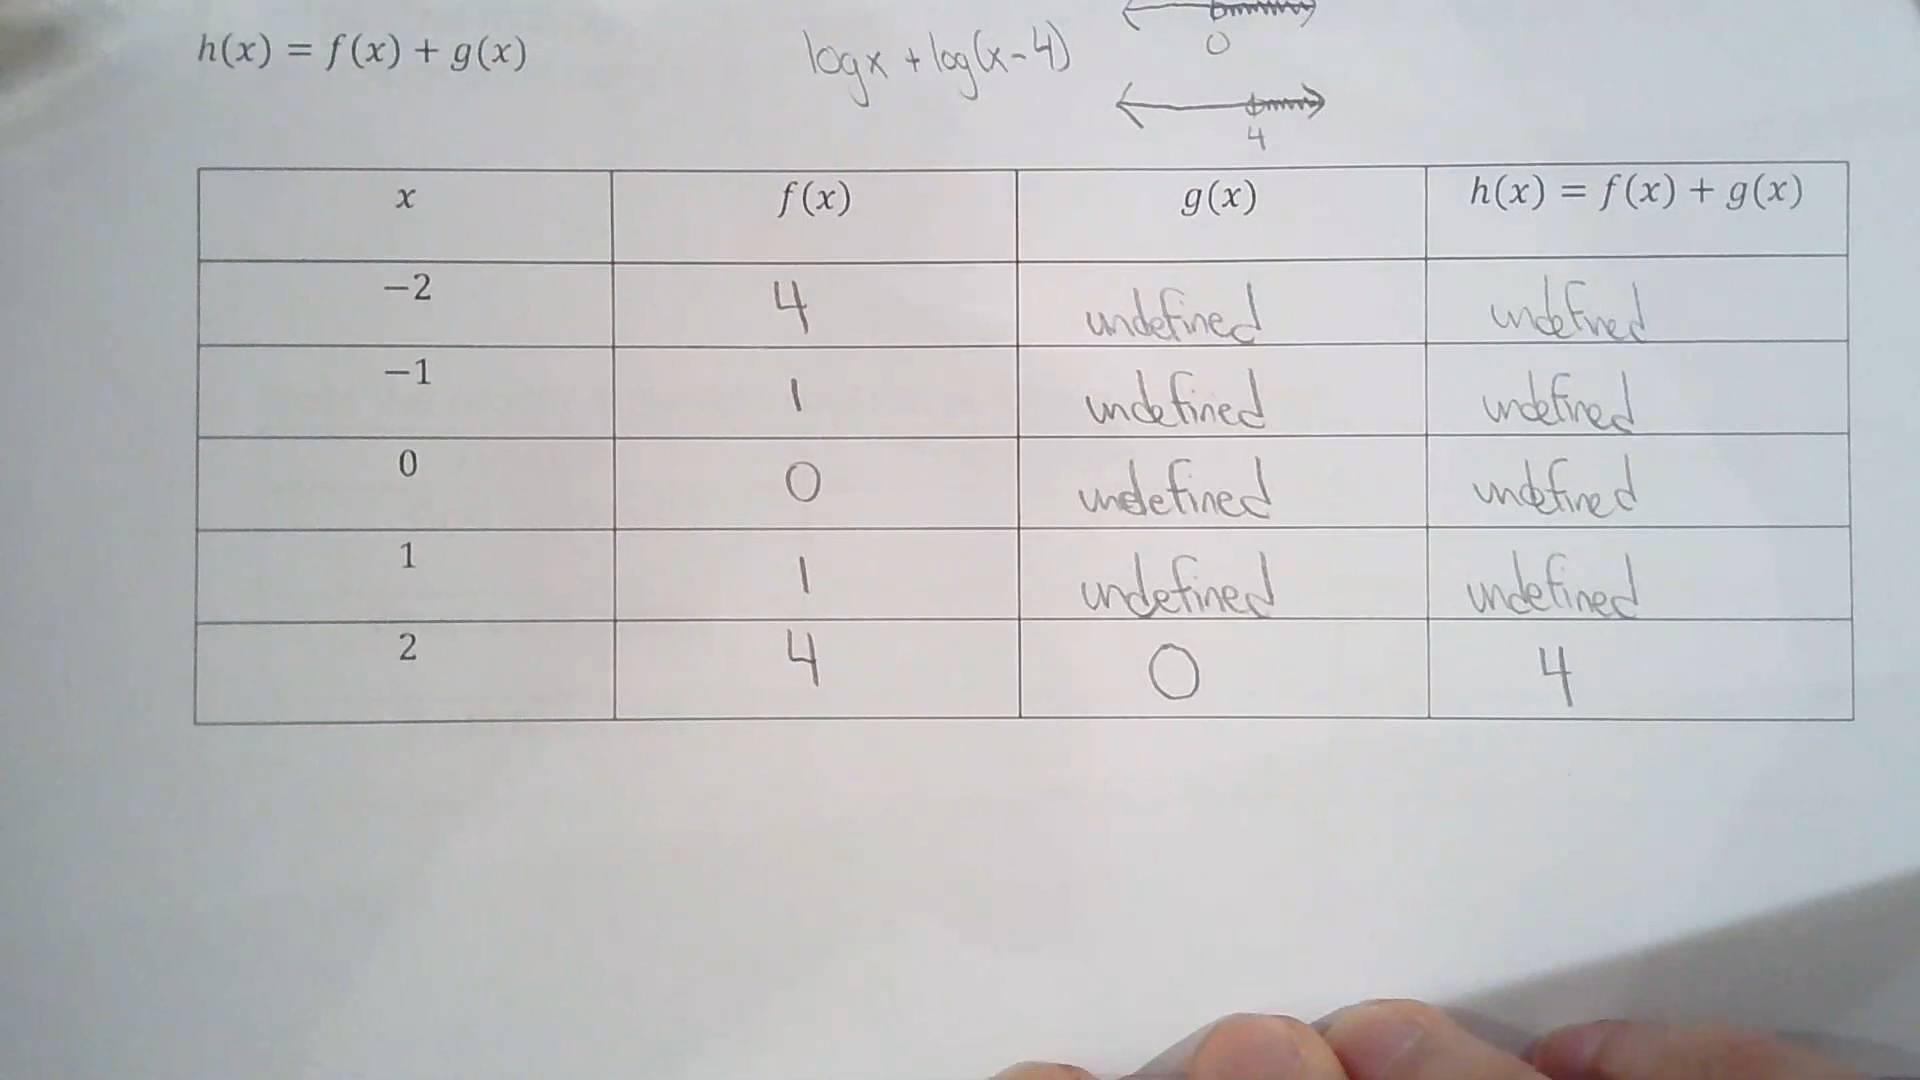 h(x) = f(x) + g(x)
logx + log(x-4)
0
4
x f(x) g(x) h(x) = f(x) + g(x)
−2 4 undefined undefined
−1 1 undefined undefined
0 0 undefined undefined
1 1 undefined undefined
2 4 0 4